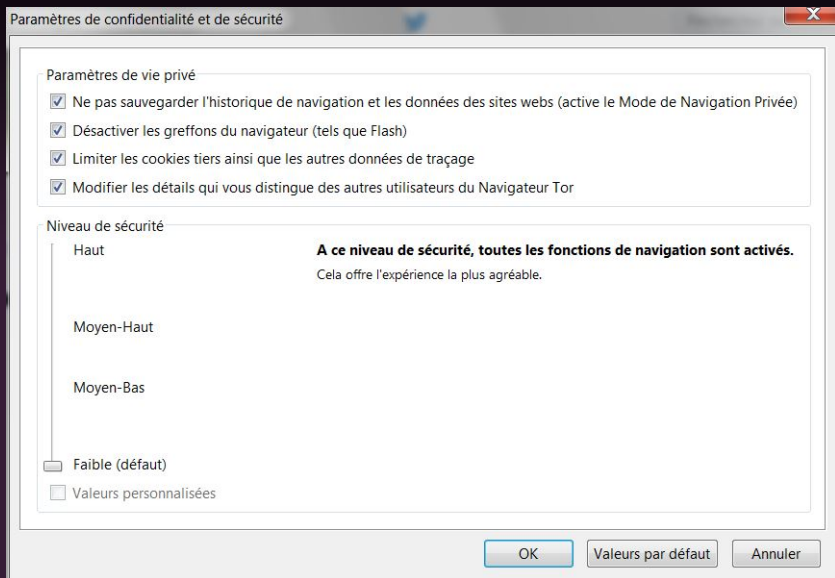 Paramètres de confidentialité et de sécurité
Paramètres de vie privé
Ne pas sauvegarder l'historique de navigation et les données des sites webs (active le Mode de Navigation Privée)
Désactiver les greffons du navigateur (tels que Flash)
Limiter les cookies tiers ainsi que les autres données de traçage
Modifier les détails qui vous distingue des autres utilisateurs du Navigateur Tor
Niveau de sécurité
Haut
A ce niveau de sécurité, toutes les fonctions de navigation sont activés.
Cela offre l'expérience la plus agréable.
Moyen-Haut
Moyen-Bas
Faible (défaut)
Valeurs personnalisées
OK
Valeurs par défaut
Annuler